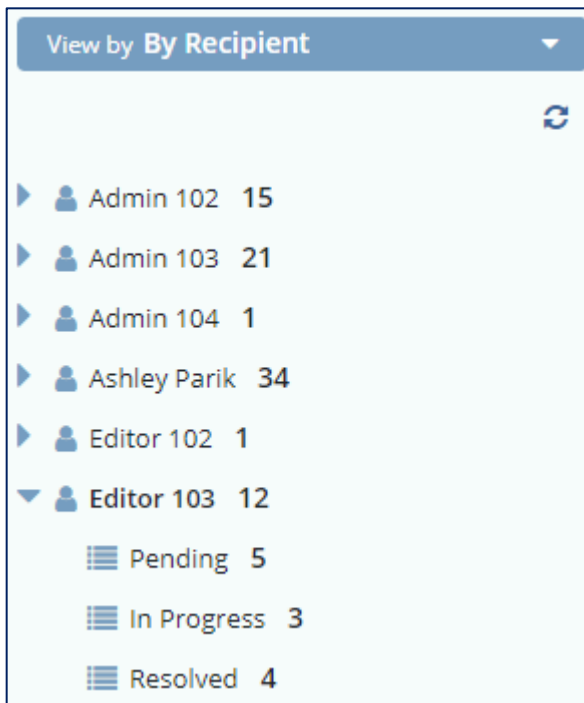 View by By Recipient
Admin 102 15
Admin 103 21
Admin 104 1
Ashley Parik 34
Editor 102 1
Editor 103 12
Pending 5
In Progress 3
Resolved 4